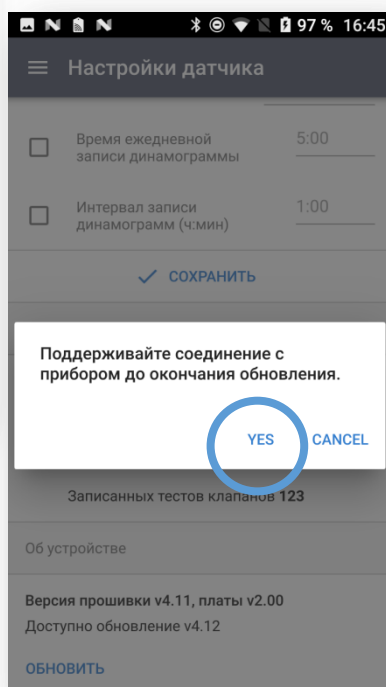 97 % 16:45
Настройки датчика
Время ежедневной
записи динамограммы
5:00
Интервал записи
динамограмм (ч:мин)
1:00
СОХРАНИТЬ
Поддерживайте соединение с
прибором до окончания обновления.
YES CANCEL
Записанных тестов клапанов 123
Об устройстве
Версия прошивки v4.11, платы v2.00
Доступно обновление v4.12
ОБНОВИТЬ